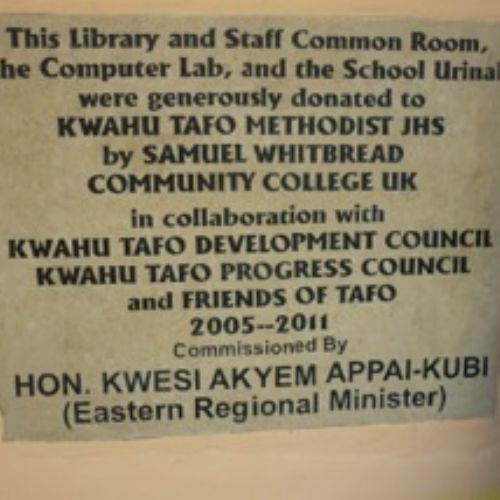 This Library and Staff Common Room,
he Computer Lab, and the School Urinal
were generously donated to
KWAHU TAFO METHODIST JHS
by SAMUEL WHITBREAD
COMMUNITY COLLEGE UK
in collaboration with
KWAHU TAFO DEVELOPMENT COUNCIL
KWAHU TAFO PROGRESS COUNCIL
and FRIENDS OF TAFO
2005--2011
Commissioned By
HON. KWESI AKYEM APPAI-KUBI
(Eastern Regional Minister)